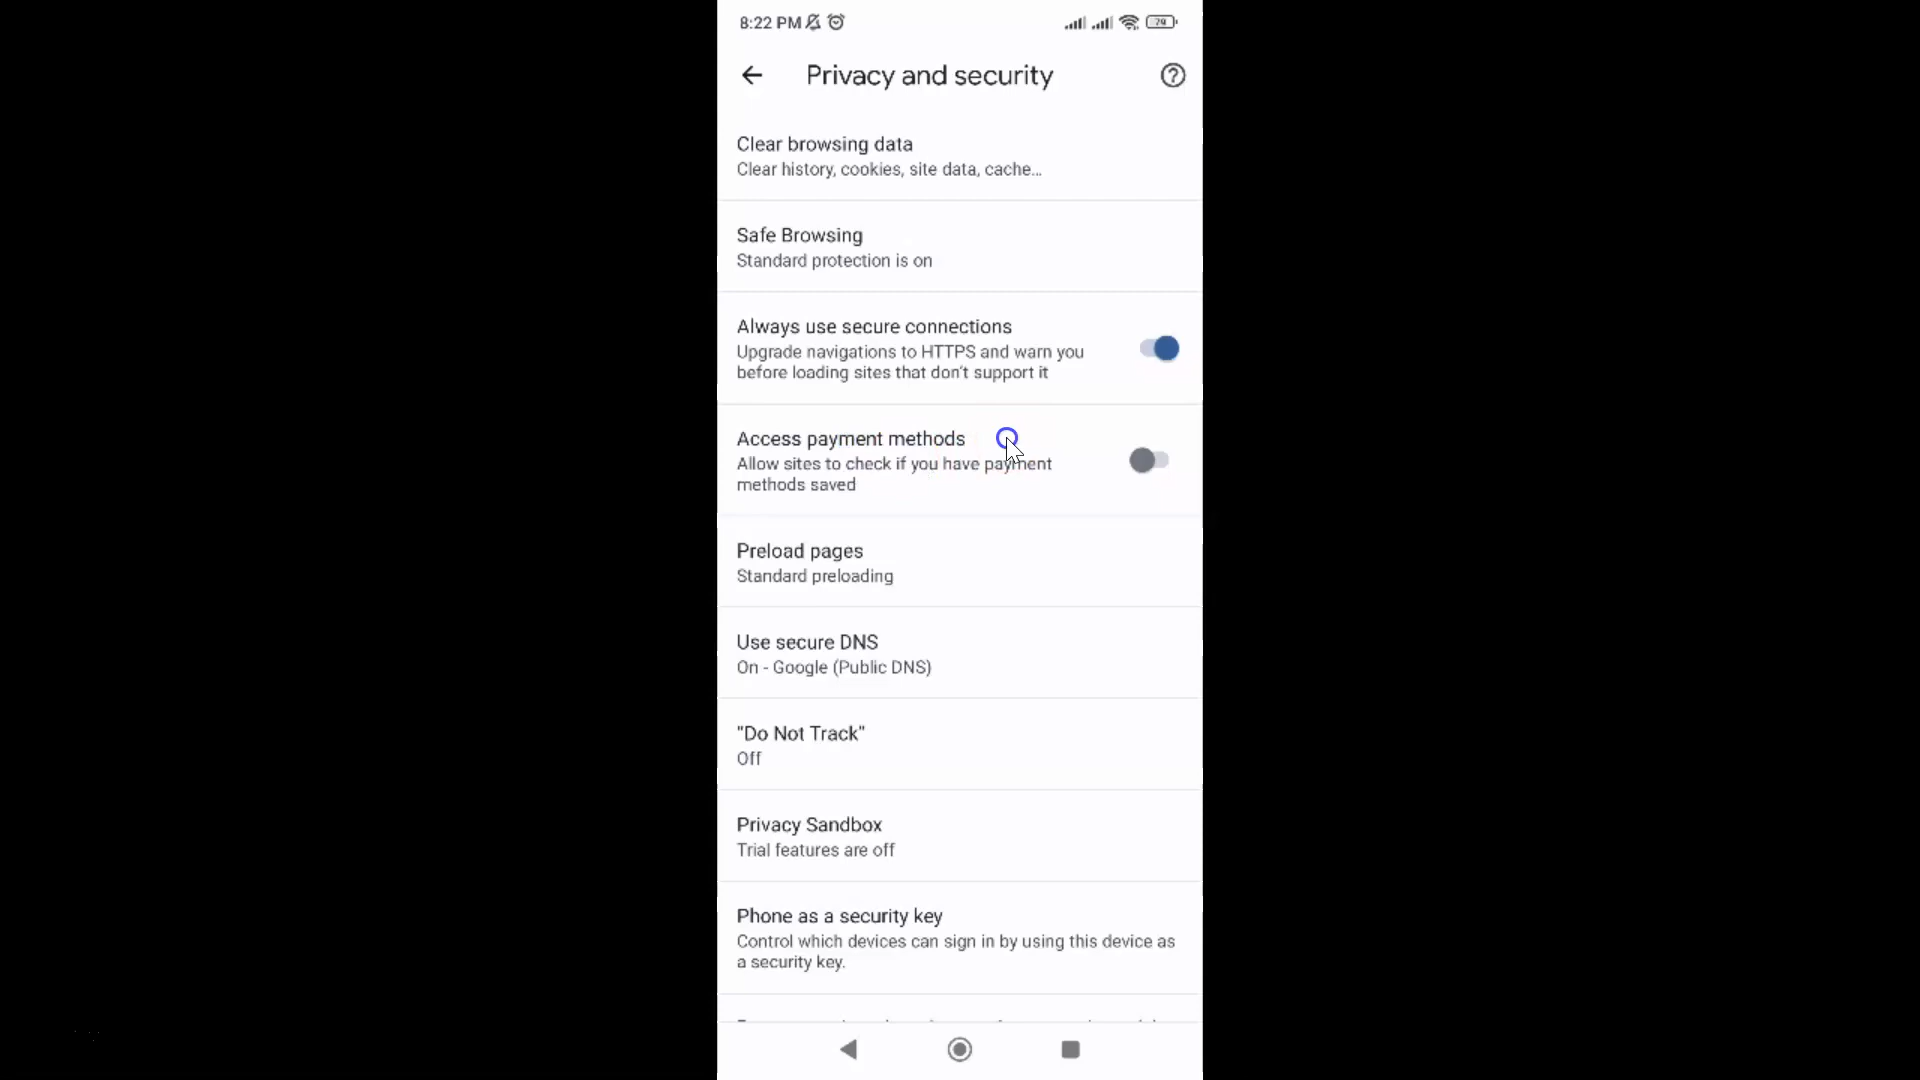 8:22 PM
79
Privacy and security
Clear browsing data
Clear history, cookies, site data, cache...
Safe Browsing
Standard protection is on
Always use secure connections
Upgrade navigations to HTTPS and warn you
before loading sites that don't support it
Access payment methods
Allow sites to check if you have payment
methods saved
Preload pages
Standard preloading
Use secure DNS
On - Google (Public DNS)
"Do Not Track"
Off
Privacy Sandbox
Trial features are off
Phone as a security key
Control which devices can sign in by using this device as
a security key.